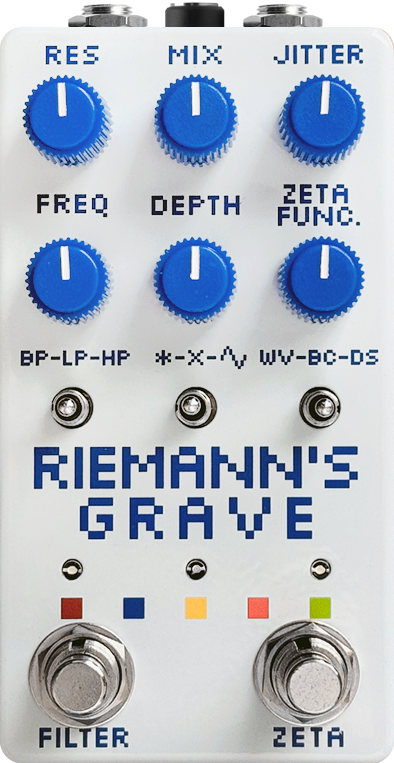 RES MIX JITTER
FREQ DEPTH ZETA FUNC.
BP-LP-HP *-X-∿ WV-BC-DS
RIEMANN'S
GRAVE
FILTER ZETA